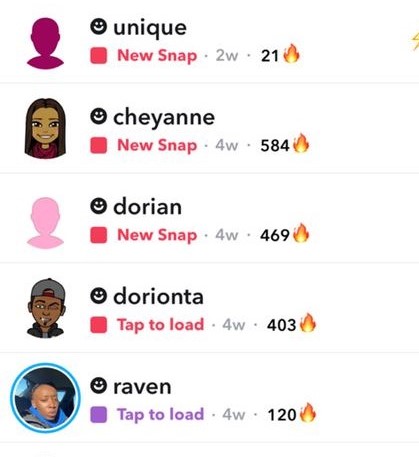 unique
New Snap · 2w · 21🔥
cheyanne
New Snap · 4w · 584🔥
dorian
New Snap · 4w · 469🔥
dorionta
Tap to load · 4w · 403🔥
raven
Tap to load · 4w · 120🔥